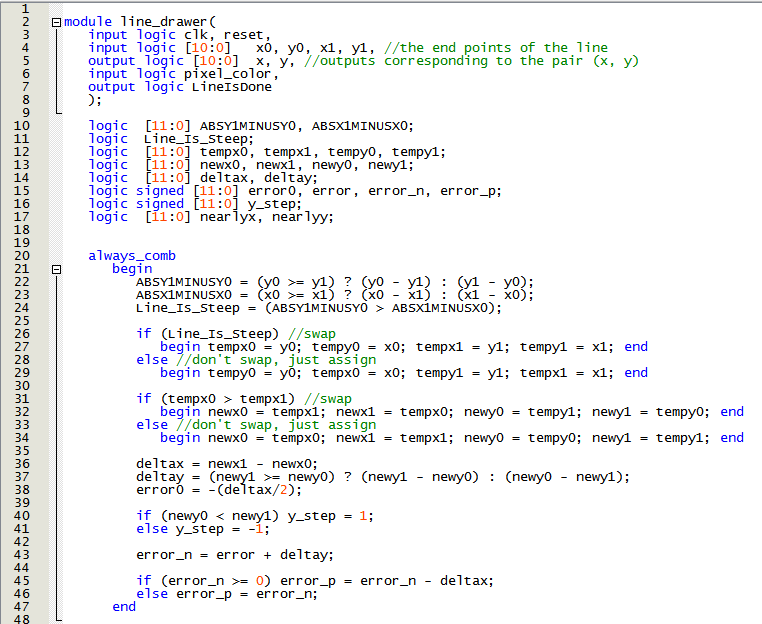 1
2 module line_drawer(
3 input logic clk, reset,
4 input logic [10:0] x0, y0, x1, y1, //the end points of the line
5 output logic [10:0] x, y, //outputs corresponding to the pair (x, y)
6 input logic pixel_color,
7 output logic LineIsDone
8 );
9
10 logic [11:0] ABSY1MINUSY0, ABSX1MINUSX0;
11 logic Line_Is_Steep;
12 logic [11:0] tempx0, tempx1, tempy0, tempy1;
13 logic [11:0] newx0, newx1, newy0, newy1;
14 logic [11:0] deltax, deltay;
15 logic signed [11:0] error0, error, error_n, error_p;
16 logic signed [11:0] y_step;
17 logic [11:0] nearlyx, nearlyy;
18
19
20 always_comb
21 begin
22 ABSY1MINUSY0 = (y0 >= y1) ? (y0 - y1) : (y1 - y0);
23 ABSX1MINUSX0 = (x0 >= x1) ? (x0 - x1) : (x1 - x0);
24 Line_Is_Steep = (ABSY1MINUSY0 > ABSX1MINUSX0);
25
26 if (Line_Is_Steep) //swap
27 begin tempx0 = y0; tempy0 = x0; tempx1 = y1; tempy1 = x1; end
28 else //don't swap, just assign
29 begin tempy0 = y0; tempx0 = x0; tempy1 = y1; tempx1 = x1; end
30
31 if (tempx0 > tempx1) //swap
32 begin newx0 = tempx1; newx1 = tempx0; newy0 = tempy1; newy1 = tempy0; end
33 else //don't swap, just assign
34 begin newx0 = tempx0; newx1 = tempx1; newy0 = tempy0; newy1 = tempy1; end
35
36 deltax = newx1 - newx0;
37 deltay = (newy1 >= newy0) ? (newy1 - newy0) : (newy0 - newy1);
38 error0 = -(deltax/2);
39
40 if (newy0 < newy1) y_step = 1;
41 else y_step = -1;
42
43 error_n = error + deltay;
44
45 if (error_n >= 0) error_p = error_n - deltax;
46 else error_p = error_n;
47 end
48